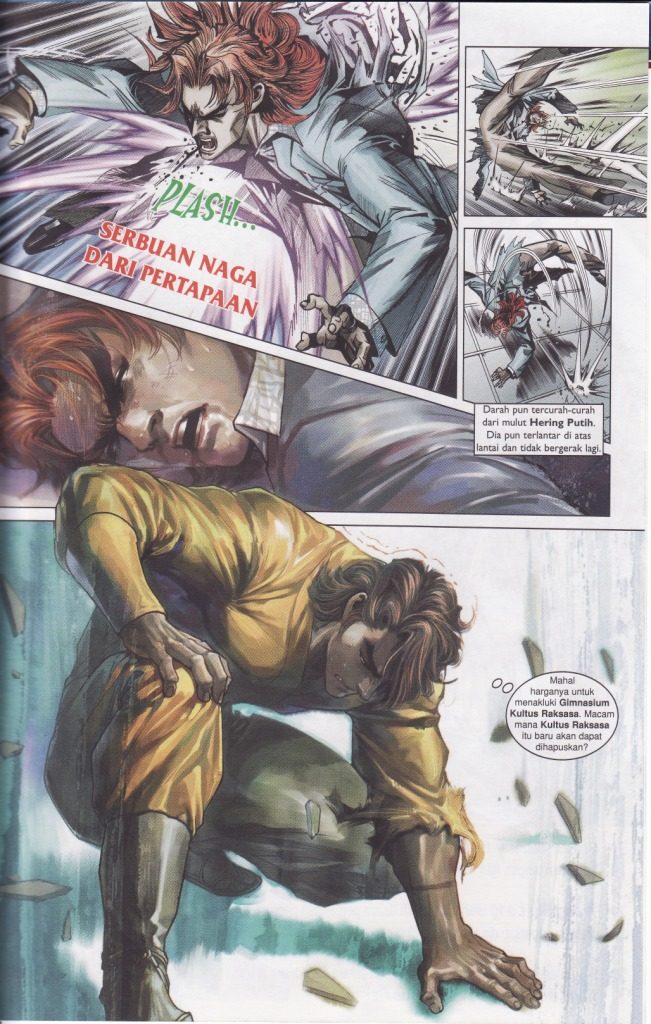 PLASH...
SERBUAN NAGA
DARI PERTAPAAN
Darah pun tercurah-curah
dari mulut Hering Putih.
Dia pun terlantar di atas
lantai dan tidak bergerak lagi.
Mahal
harganya untuk
menakluki Gimnasium
Kultus Raksasa. Macam
mana Kultus Raksasa
itu baru akan dapat
dihapuskan?